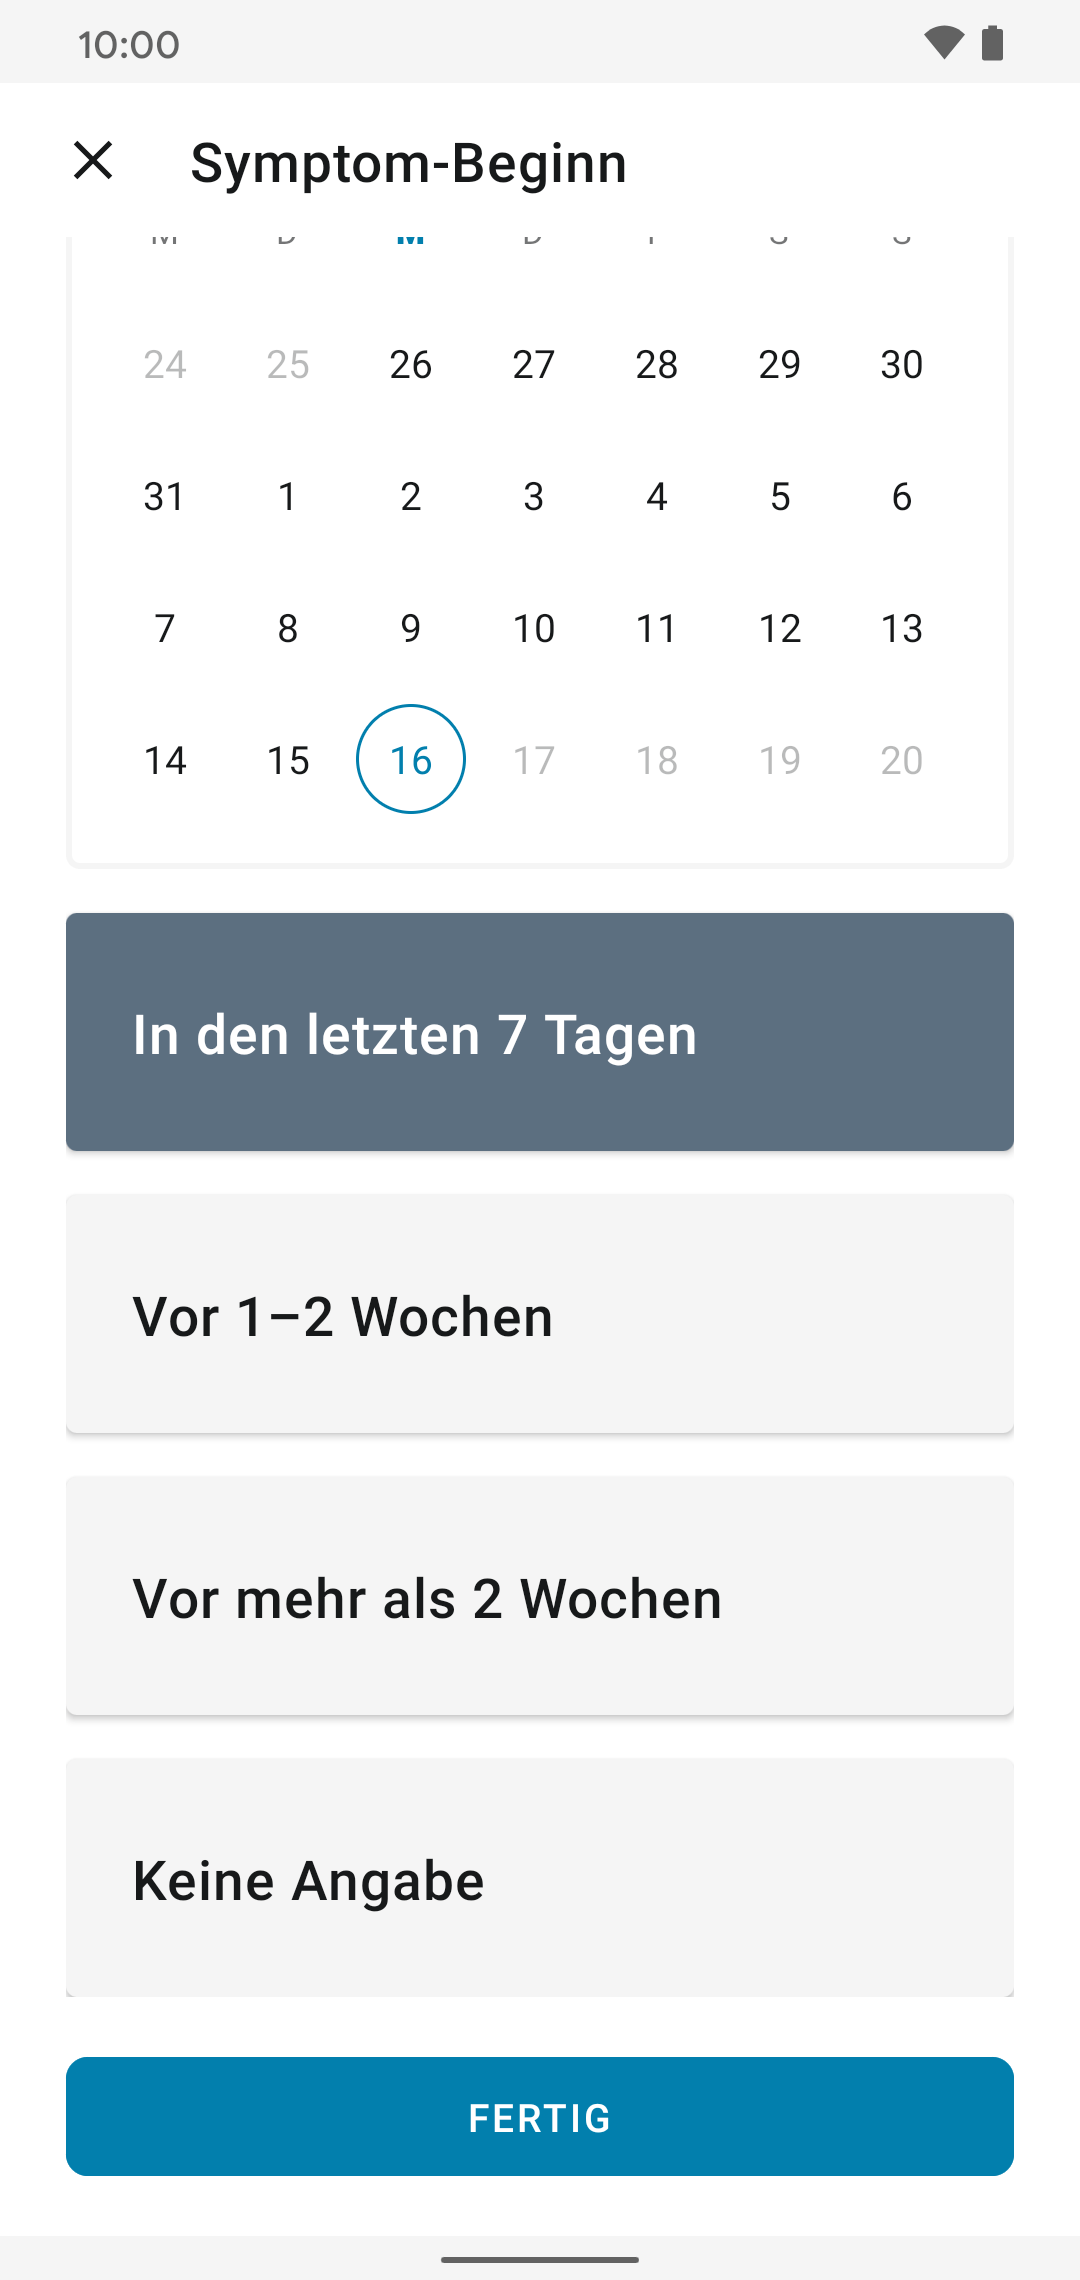 10:00
Symptom-Beginn
M D M D F S S
24 25 26 27 28 29 30
31 1 2 3 4 5 6
7 8 9 10 11 12 13
14 15 16 17 18 19 20
In den letzten 7 Tagen
Vor 1–2 Wochen
Vor mehr als 2 Wochen
Keine Angabe
FERTIG